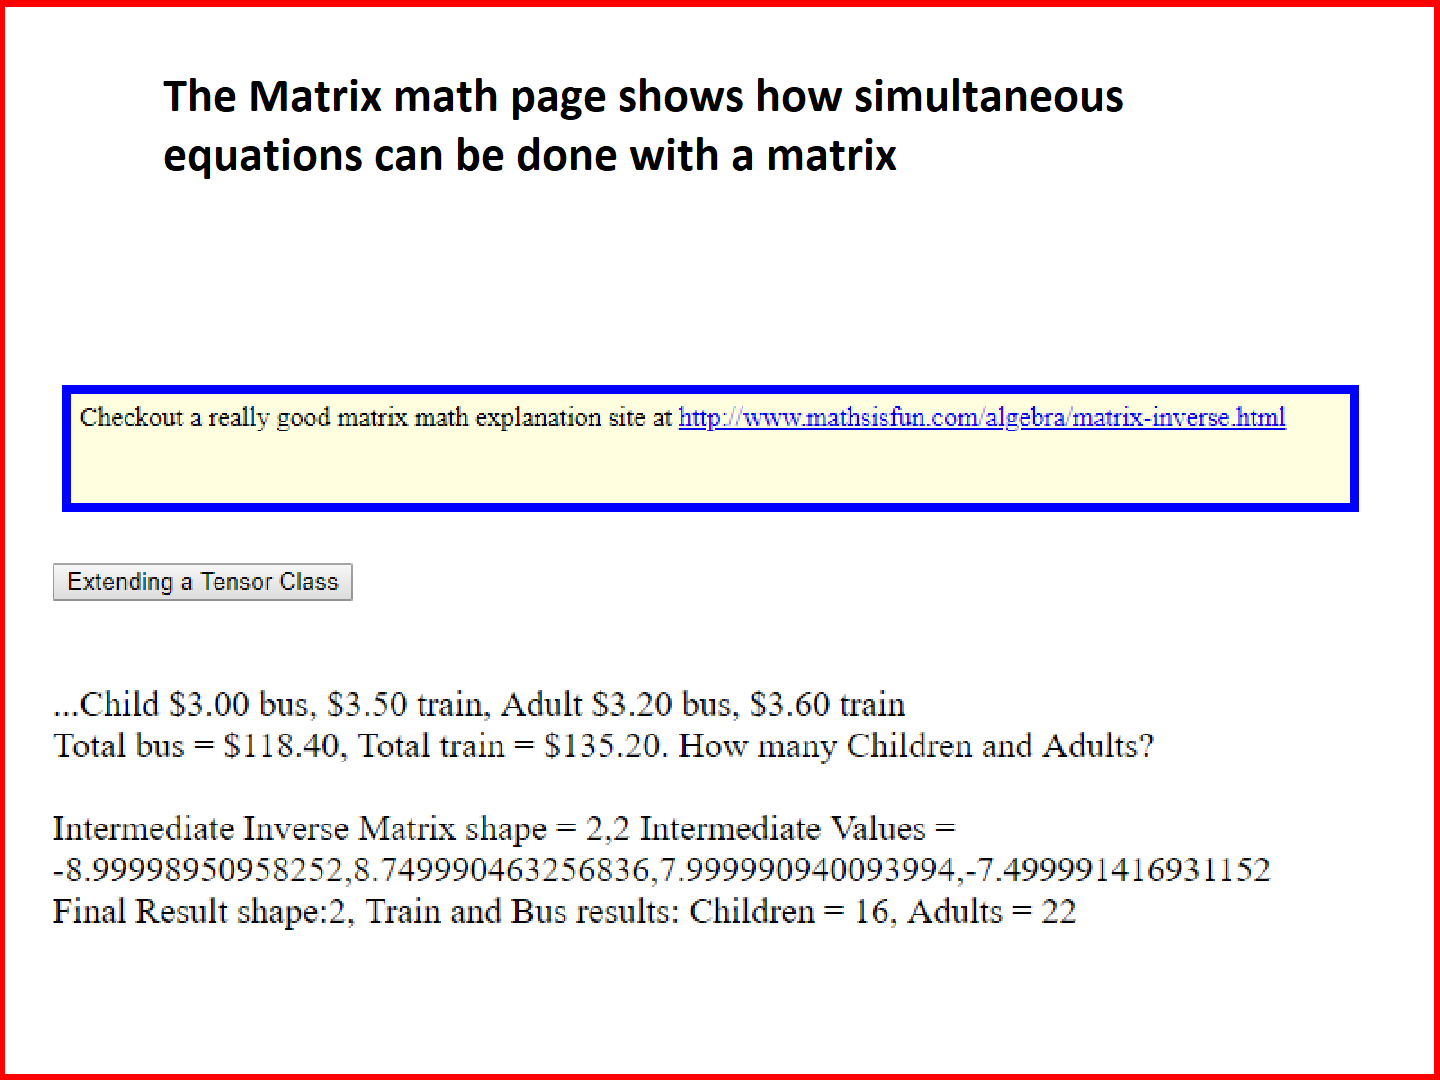 The Matrix math page shows how simultaneous
equations can be done with a matrix
Checkout a really good matrix math explanation site at http://www.mathsisfun.com/algebra/matrix-inverse.html
Extending a Tensor Class
...Child $3.00 bus, $3.50 train, Adult $3.20 bus, $3.60 train
Total bus = $118.40, Total train = $135.20. How many Children and Adults?
Intermediate Inverse Matrix shape = 2,2 Intermediate Values =
-8.99998950958252,8.749990463256836,7.999990940093994,-7.499991416931152
Final Result shape:2, Train and Bus results: Children = 16, Adults = 22